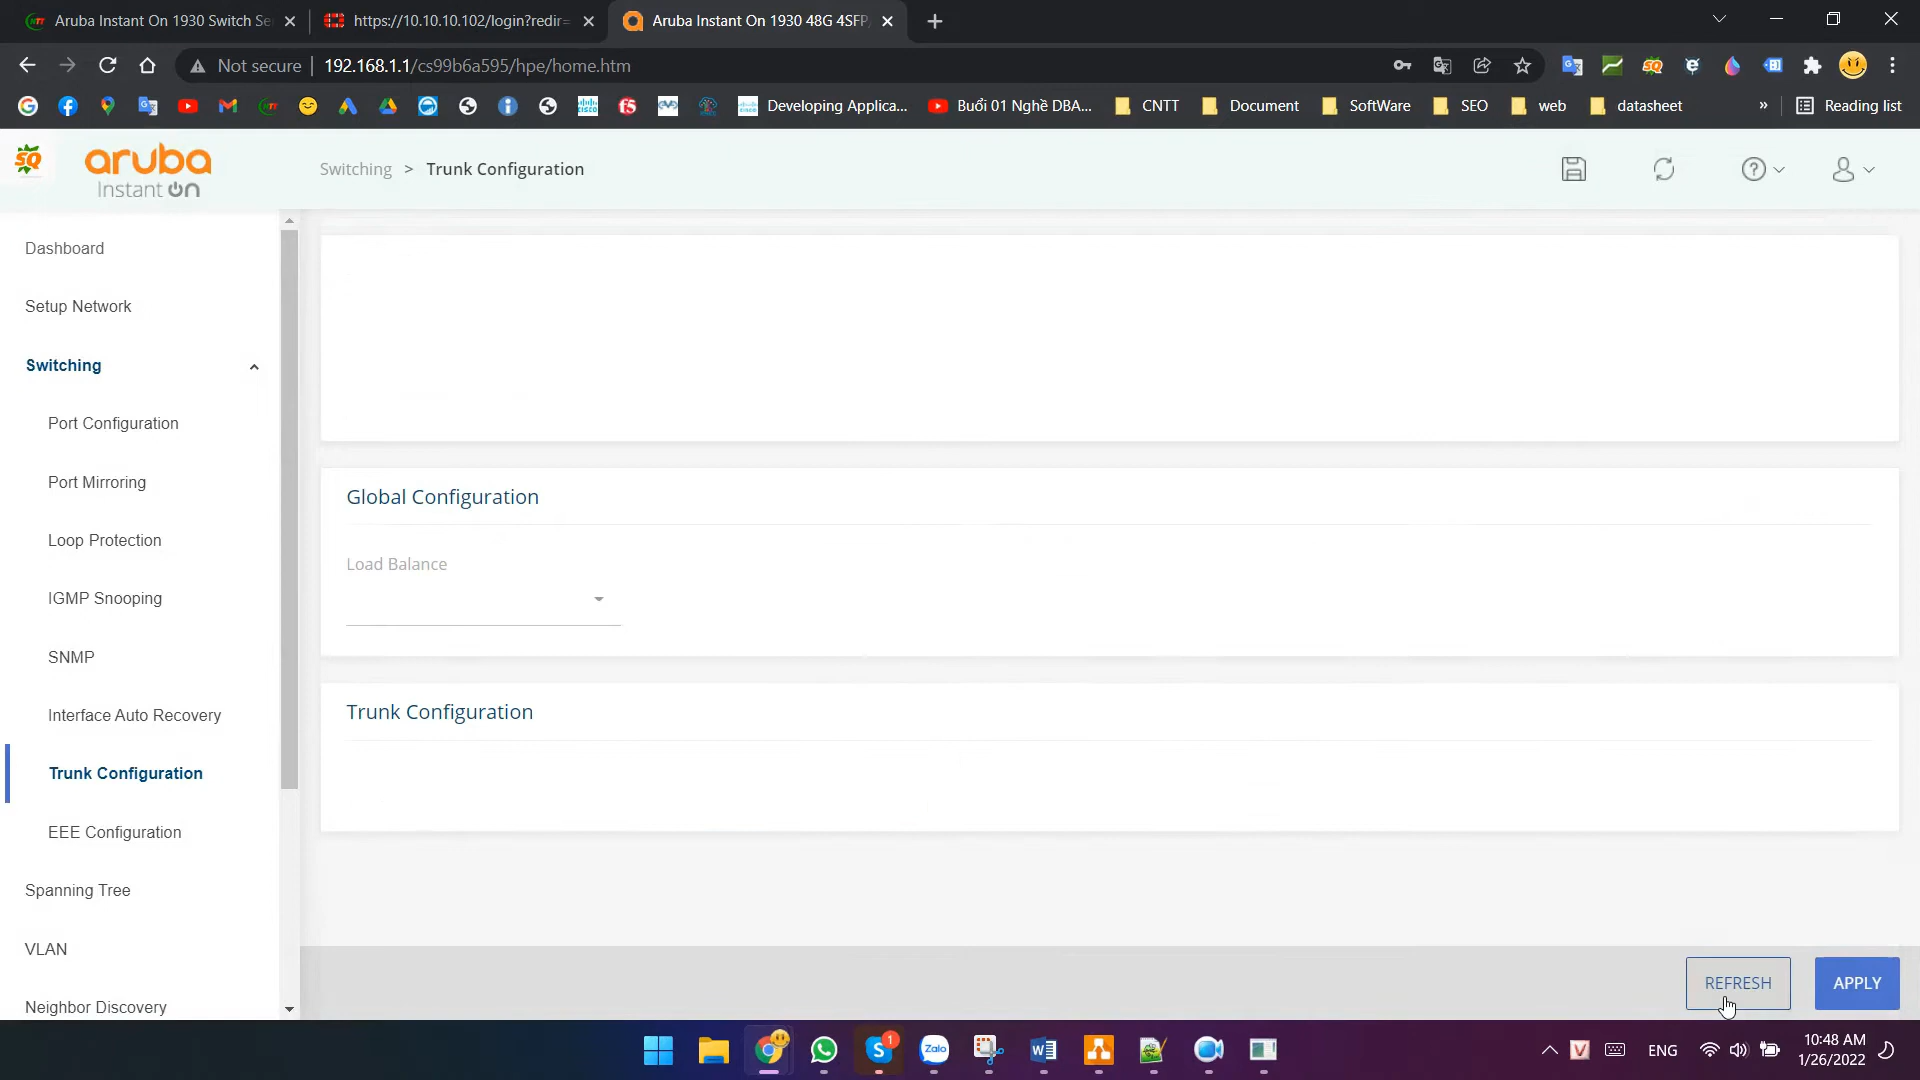 Aruba Instant On 1930 Switch Se
https://10.10.10.102/login?redir=
Aruba Instant On 1930 48G 4SFP
Not secure
192.168.1.1/cs99b6a595/hpe/home.htm
Developing Applica...
Buổi 01 Nghề DBA...
CNTT
Document
SoftWare
SEO
web
datasheet
»
Reading list
SQ
aruba
Instant On
Switching > Trunk Configuration
Dashboard
Setup Network
Switching
Port Configuration
Port Mirroring
Loop Protection
IGMP Snooping
SNMP
Interface Auto Recovery
Trunk Configuration
EEE Configuration
Spanning Tree
VLAN
Neighbor Discovery
Global Configuration
Load Balance
Trunk Configuration
REFRESH
APPLY
1
Zalo
ENG
10:48 AM
1/26/2022